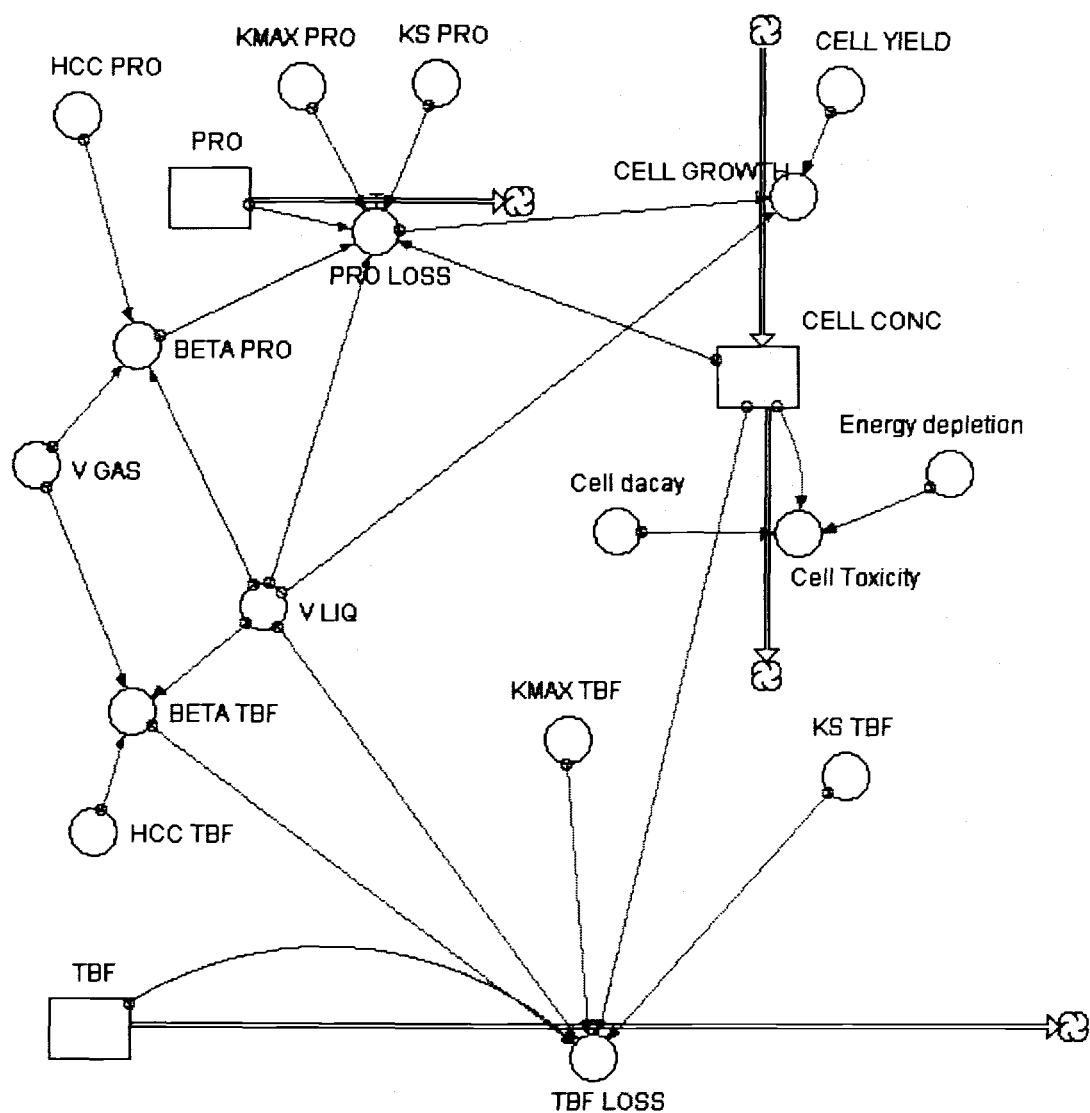 KMAX PRO
KS PRO
CELL YIELD
HCC PRO
PRO
CELL GROWTH
PRO LOSS
CELL CONC
BETA PRO
Energy depletion
V GAS
Cell dacay
Cell Toxicity
V LIQ
KMAX TBF
BETA TBF
KS TBF
HCC TBF
TBF
TBF LOSS